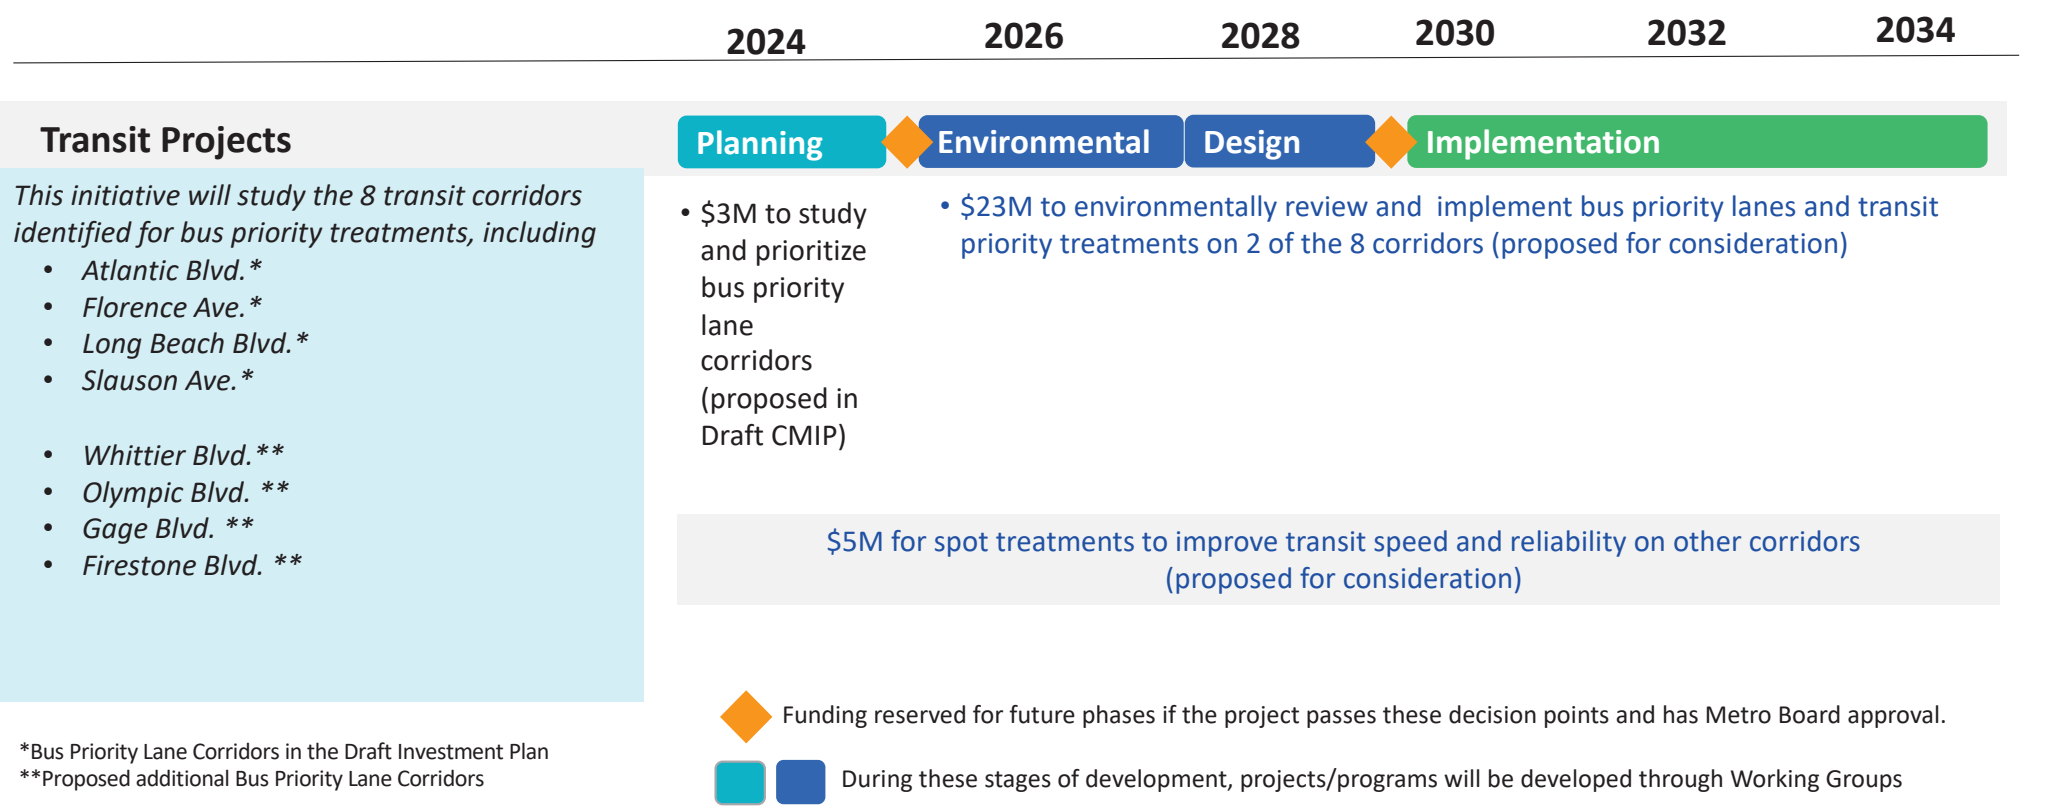 2024 2026 2028 2030 2032 2034
Transit Projects
Planning Environmental Design Implementation
This initiative will study the 8 transit corridors
identified for bus priority treatments, including
• Atlantic Blvd.*
• Florence Ave.*
• Long Beach Blvd.*
• Slauson Ave.*
• Whittier Blvd.**
• Olympic Blvd. **
• Gage Blvd. **
• Firestone Blvd. **
• $3M to study
and prioritize
bus priority
lane
corridors
(proposed in
Draft CMIP)
• $23M to environmentally review and implement bus priority lanes and transit
priority treatments on 2 of the 8 corridors (proposed for consideration)
$5M for spot treatments to improve transit speed and reliability on other corridors
(proposed for consideration)
Funding reserved for future phases if the project passes these decision points and has Metro Board approval.
During these stages of development, projects/programs will be developed through Working Groups
*Bus Priority Lane Corridors in the Draft Investment Plan
**Proposed additional Bus Priority Lane Corridors